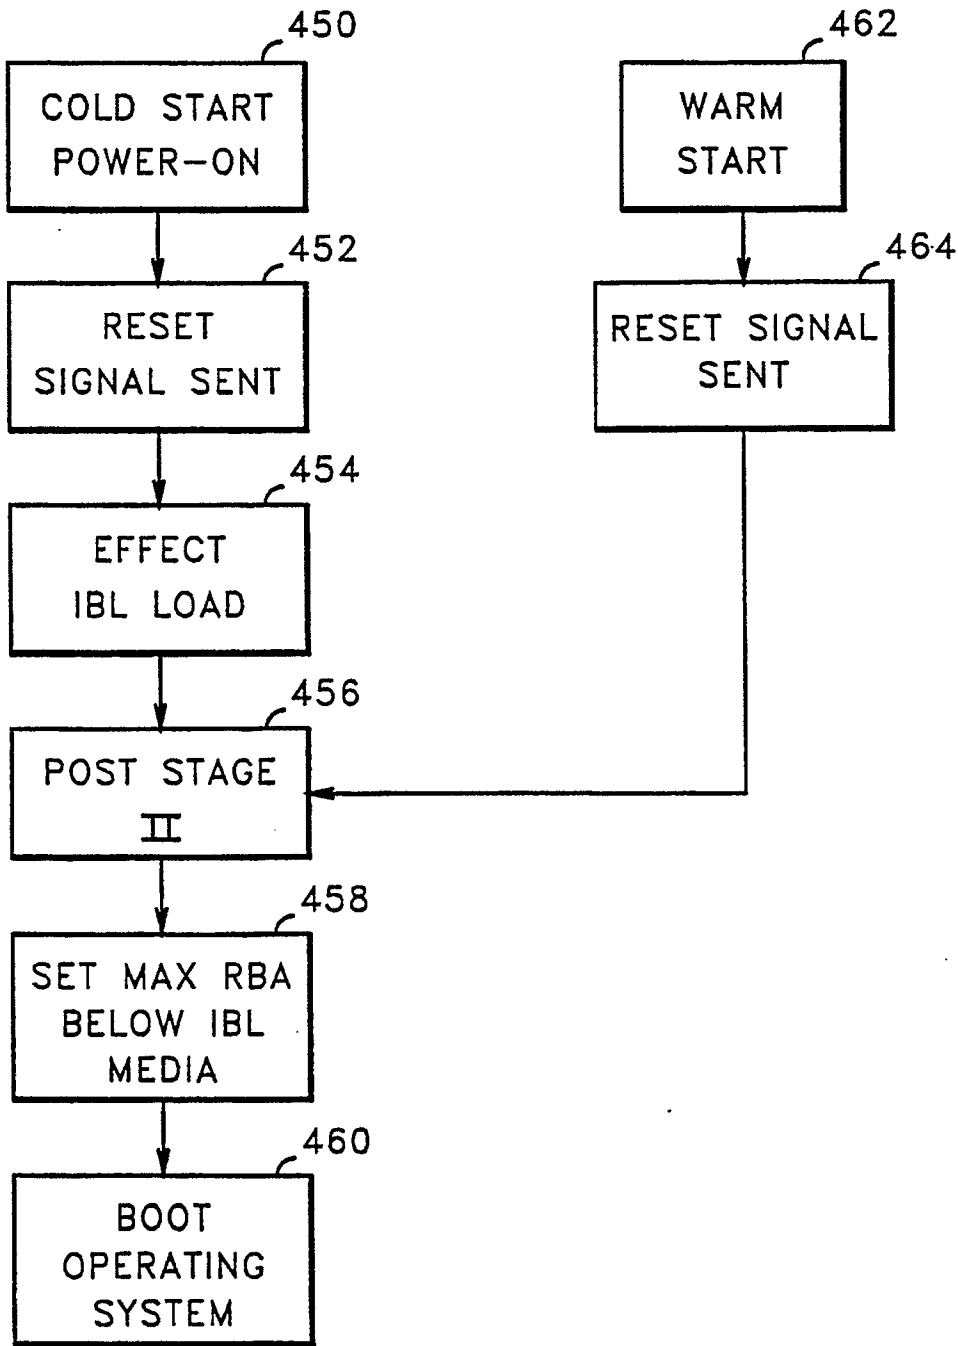 450
COLD START
POWER-ON
452
RESET
SIGNAL SENT
454
EFFECT
IBL LOAD
456
POST STAGE
II
458
SET MAX RBA
BELOW IBL
MEDIA
460
BOOT
OPERATING
SYSTEM
462
WARM
START
464
RESET SIGNAL
SENT